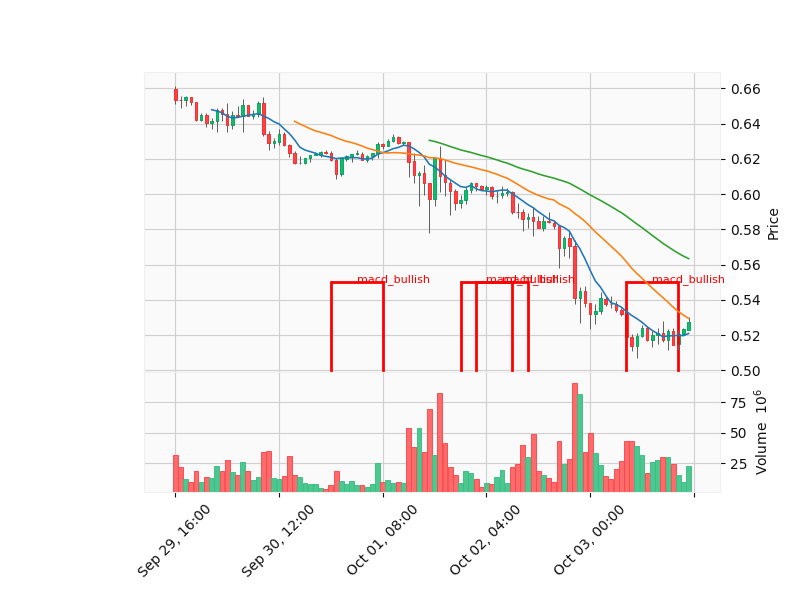 0.66
0.64
0.62
0.60
0.58
0.56
0.54
0.52
0.50
Price
macd_bullish
macd_bullish
macd_bullish
macd_bullish
75
50
25
Volume 10^6
Sep 29, 16:00
Sep 30, 12:00
Oct 01, 08:00
Oct 02, 04:00
Oct 03, 00:00